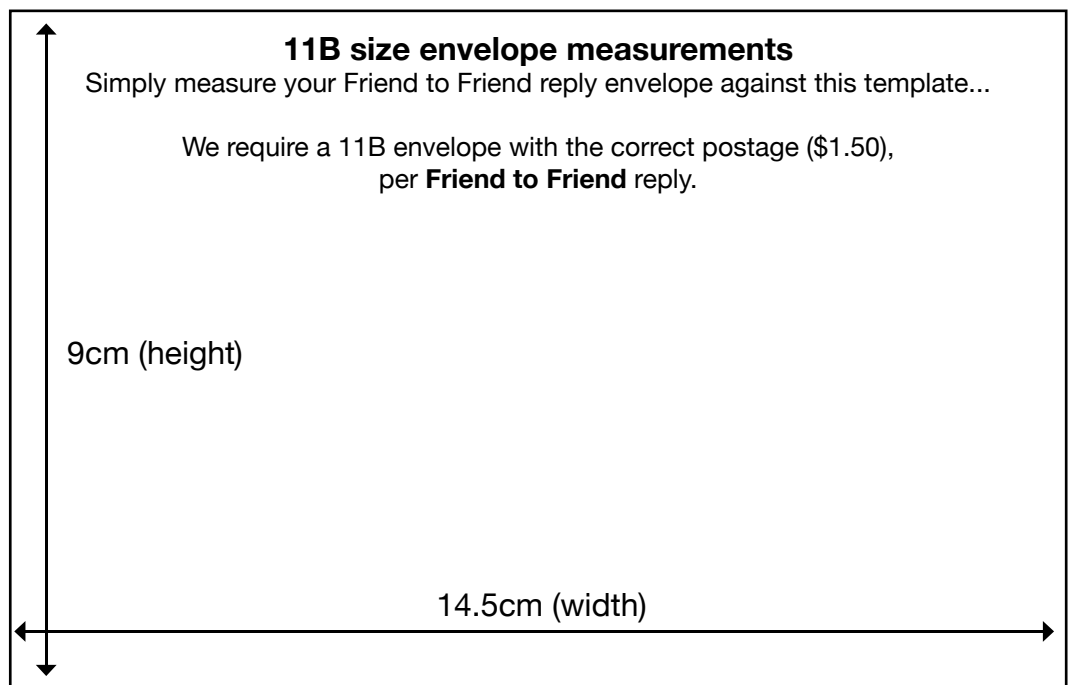 11B size envelope measurements
Simply measure your Friend to Friend reply envelope against this template...
We require a 11B envelope with the correct postage ($1.50),
per Friend to Friend reply.
9cm (height)
14.5cm (width)